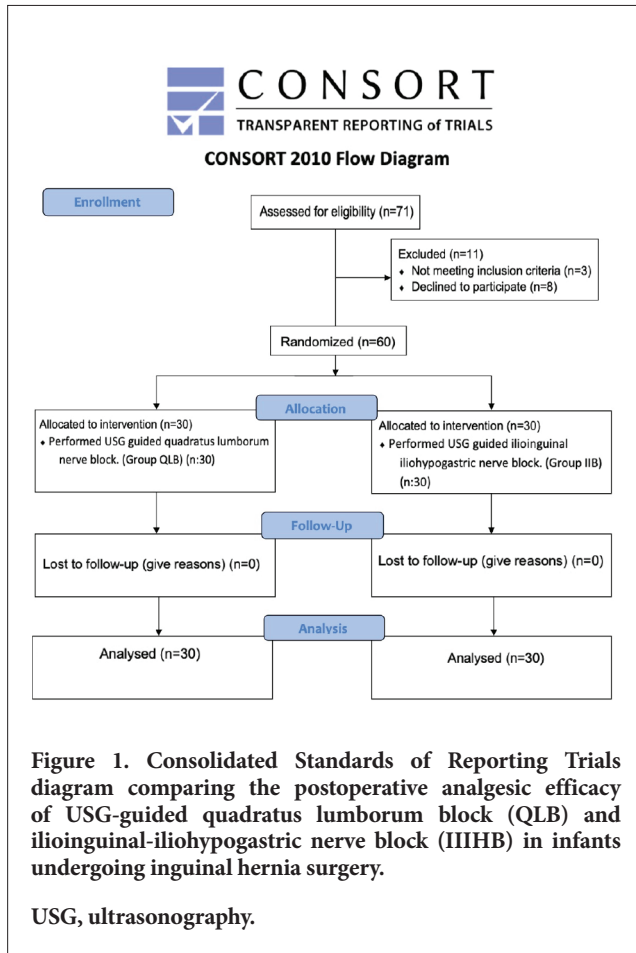 CONSORT
TRANSPARENT REPORTING of TRIALS
CONSORT 2010 Flow Diagram
Enrollment
Assessed for eligibility (n=71)
Excluded (n=11)
♦ Not meeting inclusion criteria (n=3)
♦ Declined to participate (n=8)
Randomized (n=60)
Allocation
Allocated to intervention (n=30)
♦ Performed USG guided quadratus lumborum
nerve block. (Group QLB) (n:30)
Allocated to intervention (n=30)
♦ Performed USG guided ilioinguinal
iliohypogastric nerve block. (Group IIB)
(n:30)
Follow-Up
Lost to follow-up (give reasons) (n=0)
Lost to follow-up (give reasons) (n=0)
Analysis
Analysed (n=30)
Analysed (n=30)
Figure 1. Consolidated Standards of Reporting Trials
diagram comparing the postoperative analgesic efficacy
of USG-guided quadratus lumborum block (QLB) and
ilioinguinal-iliohypogastric nerve block (IIIHB) in infants
undergoing inguinal hernia surgery.
USG, ultrasonography.